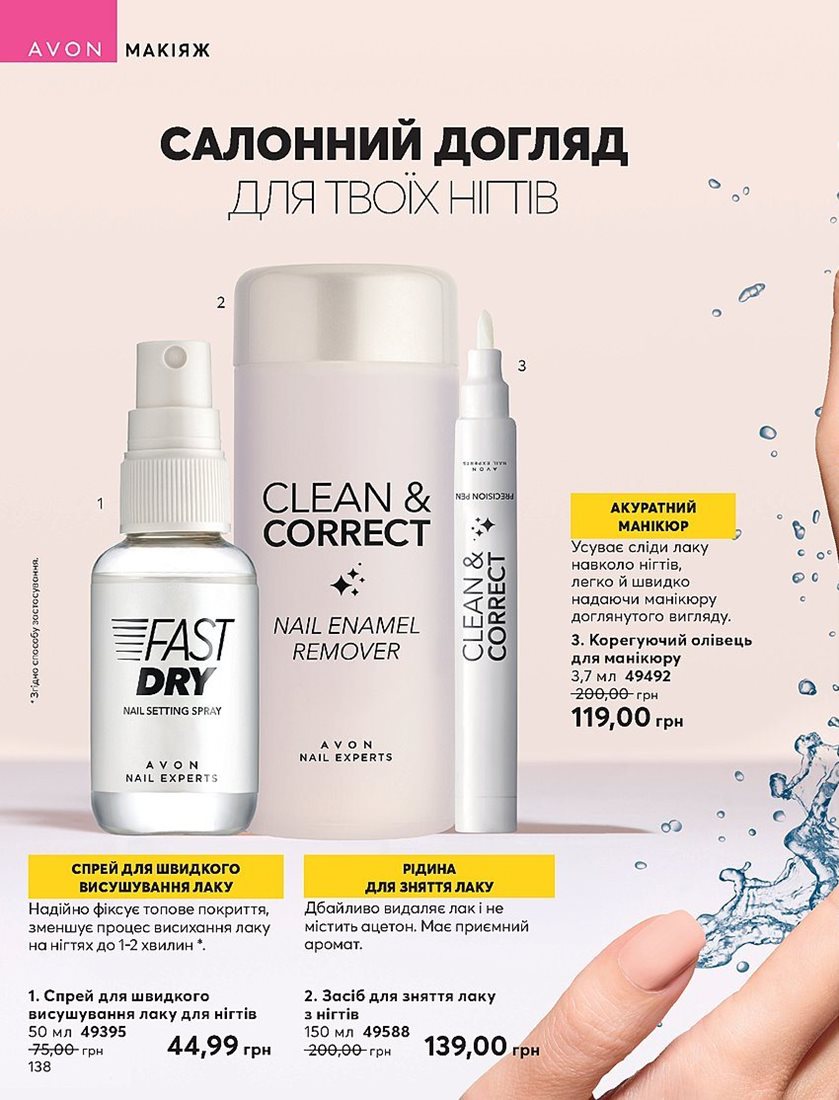 AVON МАКІЯЖ
САЛОННИЙ ДОГЛЯД
ДЛЯ ТВОЇХ НІГТІВ
2
3
1
FAST
DRY
NAIL SETTING SPRAY
AVON
NAIL EXPERTS
CLEAN &
CORRECT
NAIL ENAMEL
REMOVER
AVON
NAIL EXPERTS
AVON
NAIL EXPERTS
PRECISION PEN
CLEAN &
CORRECT
АКУРАТНИЙ
МАНІКЮР
Усуває сліди лаку
навколо нігтів,
легко й швидко
надаючи манікюру
доглянутого вигляду.
3. Корегуючий олівець
для манікюру
3,7 мл 49492
200,00 грн
119,00 грн
*Згідно способу застосування.
СПРЕЙ ДЛЯ ШВИДКОГО
ВИСУШУВАННЯ ЛАКУ
Надійно фіксує топове покриття,
зменшує процес висихання лаку
на нігтях до 1-2 хвилин *.
1. Спрей для швидкого
висушування лаку для нігтів
50 мл 49395
75,00 грн
44,99 грн
РІДИНА
ДЛЯ ЗНЯТТЯ ЛАКУ
Дбайливо видаляє лак і не
містить ацетон. Має приємний
аромат.
2. Засіб для зняття лаку
з нігтів
150 мл 49588
200,00 грн
139,00 грн
138